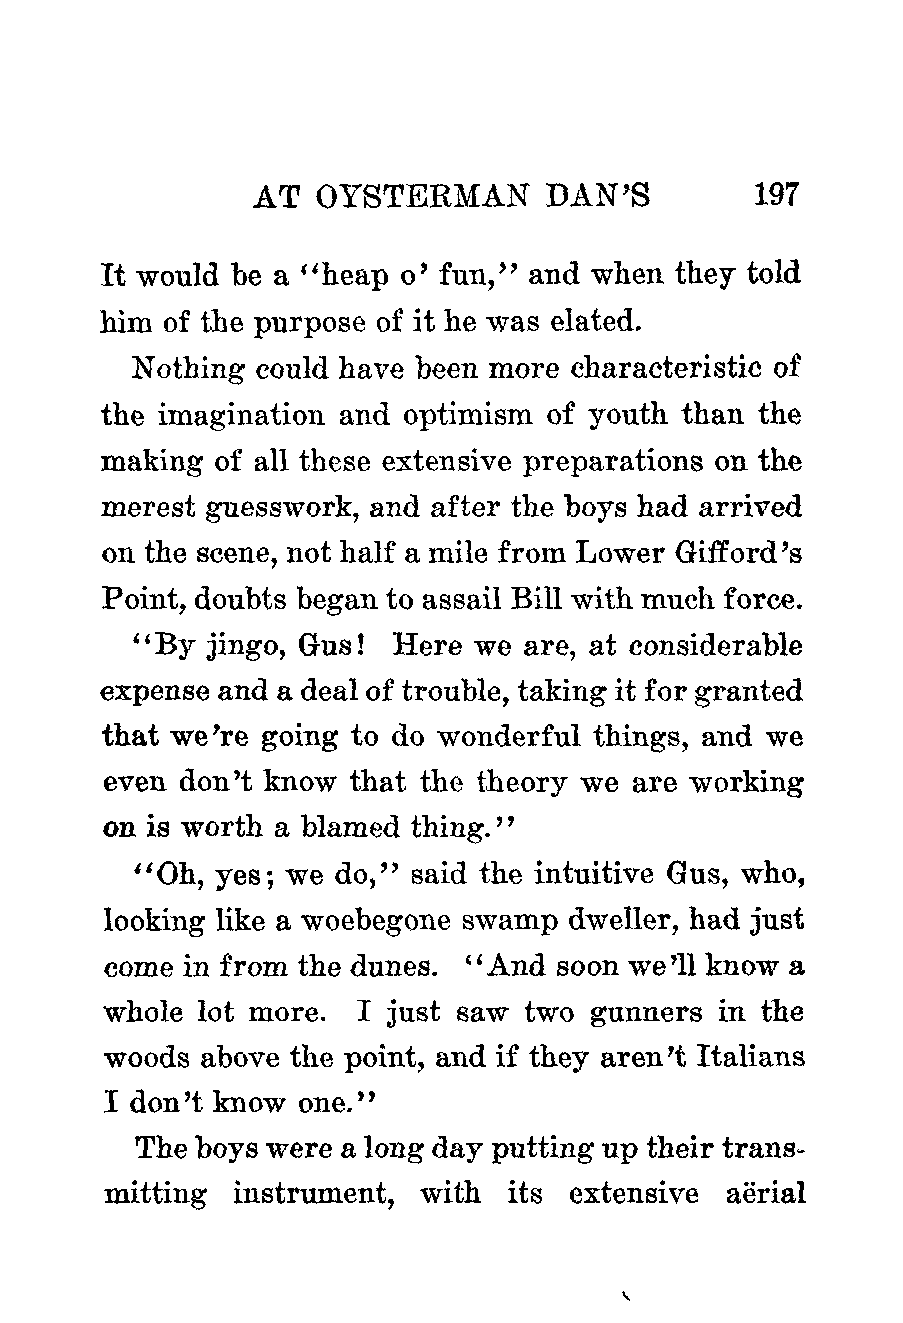 AT OYSTERMAN DAN'S 197
It would be a "heap o' fun," and when they told
him of the purpose of it he was elated.
Nothing could have been more characteristic of
the imagination and optimism of youth than the
making of all these extensive preparations on the
merest guesswork, and after the boys had arrived
on the scene, not half a mile from Lower Gifford's
Point, doubts began to assail Bill with much force.
"By jingo, Gus! Here we are, at considerable
expense and a deal of trouble, taking it for granted
that we're going to do wonderful things, and we
even don't know that the theory we are working
on is worth a blamed thing."
"Oh, yes; we do," said the intuitive Gus, who,
looking like a woebegone swamp dweller, had just
come in from the dunes. "And soon we'll know a
whole lot more. I just saw two gunners in the
woods above the point, and if they aren't Italians
I don't know one."
The boys were a long day putting up their trans-
mitting instrument, with its extensive aërial